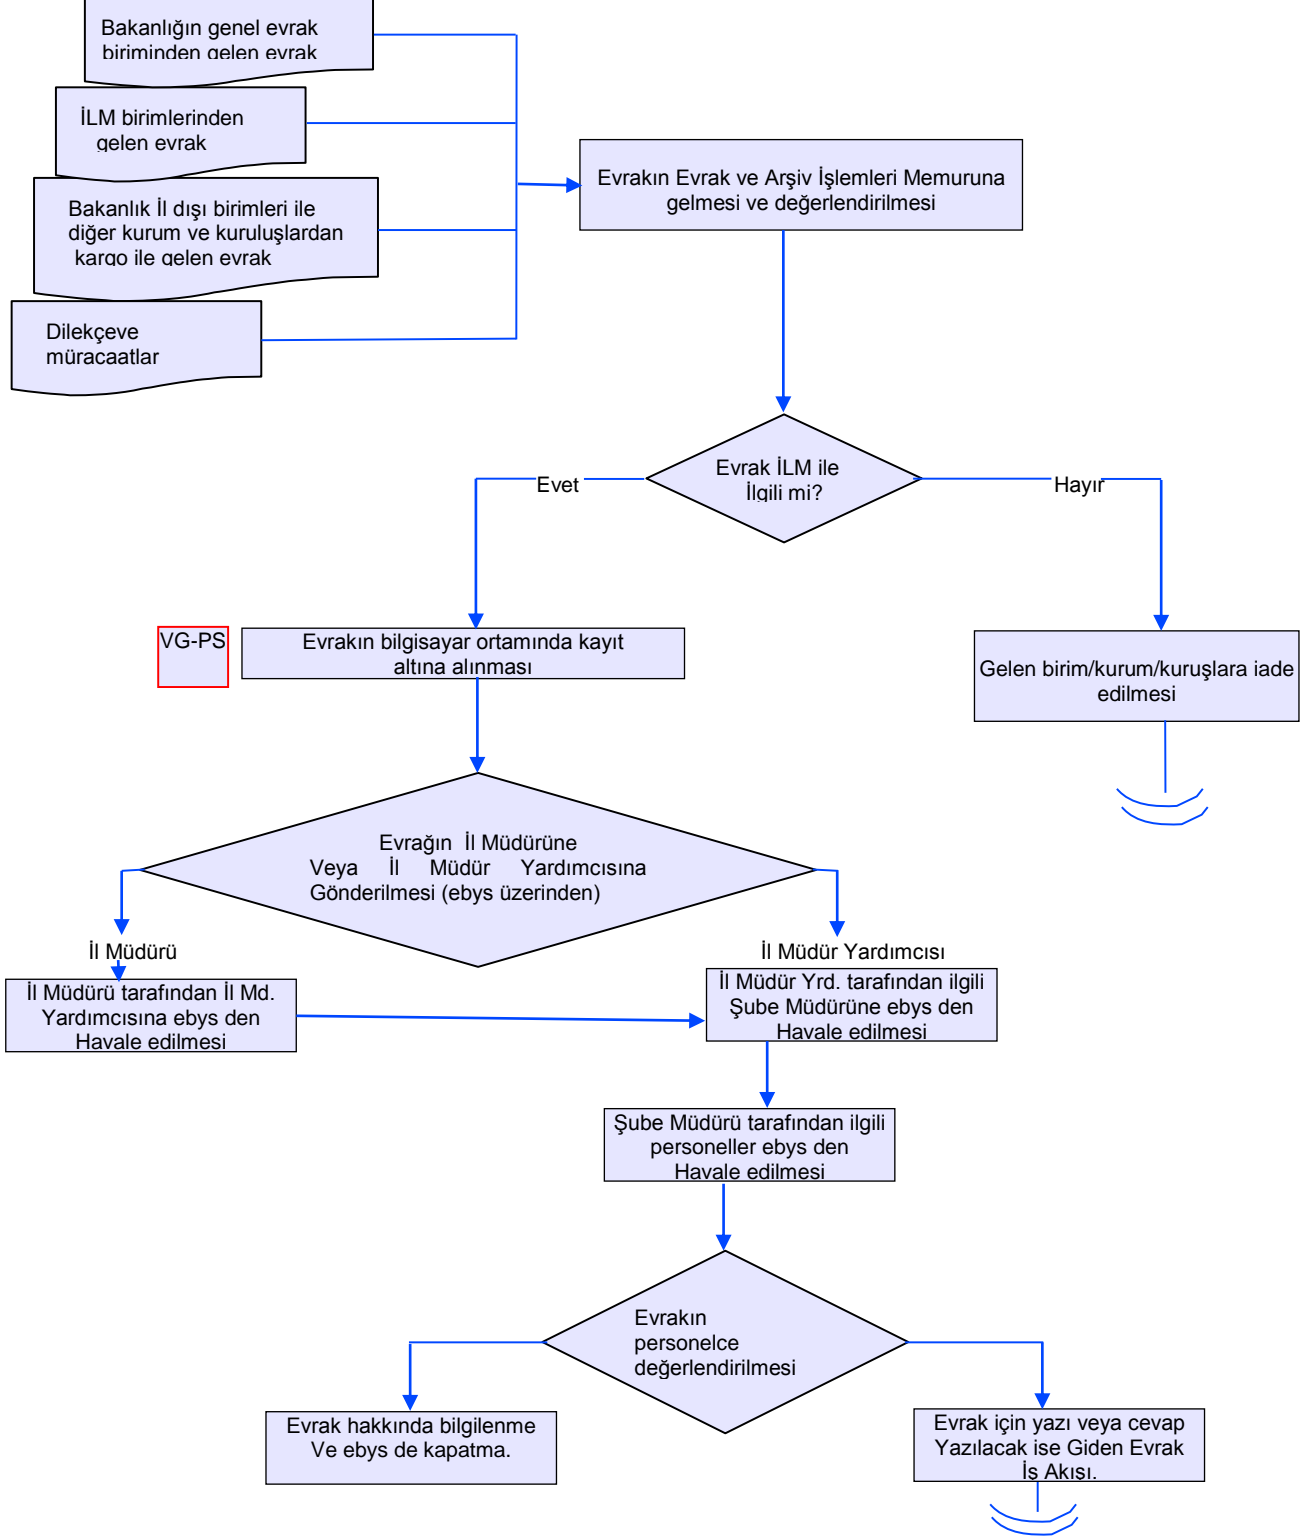 Bakanlığın genel evrak
biriminden gelen evrak
İLM birimlerinden
gelen evrak
Bakanlık İl dışı birimleri ile
diğer kurum ve kuruluşlardan
kargo ile gelen evrak
Dilekçeve
müracaatlar
Evrakın Evrak ve Arşiv İşlemleri Memuruna
gelmesi ve değerlendirilmesi
Evrak İLM ile
İlgili mi?
Evet
Hayır
VG-PS
Evrakın bilgisayar ortamında kayıt
altına alınması
Gelen birim/kurum/kuruşlara iade
edilmesi
Evrağın İl Müdürüne
Veya İl Müdür Yardımcısına
Gönderilmesi (ebys üzerinden)
İl Müdürü
İl Müdür Yardımcısı
İl Müdürü tarafından İl Md.
Yardımcısına ebys den
Havale edilmesi
İl Müdür Yrd. tarafından ilgili
Şube Müdürüne ebys den
Havale edilmesi
Şube Müdürü tarafından ilgili
personeller ebys den
Havale edilmesi
Evrakın
personelce
değerlendirilmesi
Evrak hakkında bilgilenme
Ve ebys de kapatma.
Evrak için yazı veya cevap
Yazılacak ise Giden Evrak
İş Akışı.